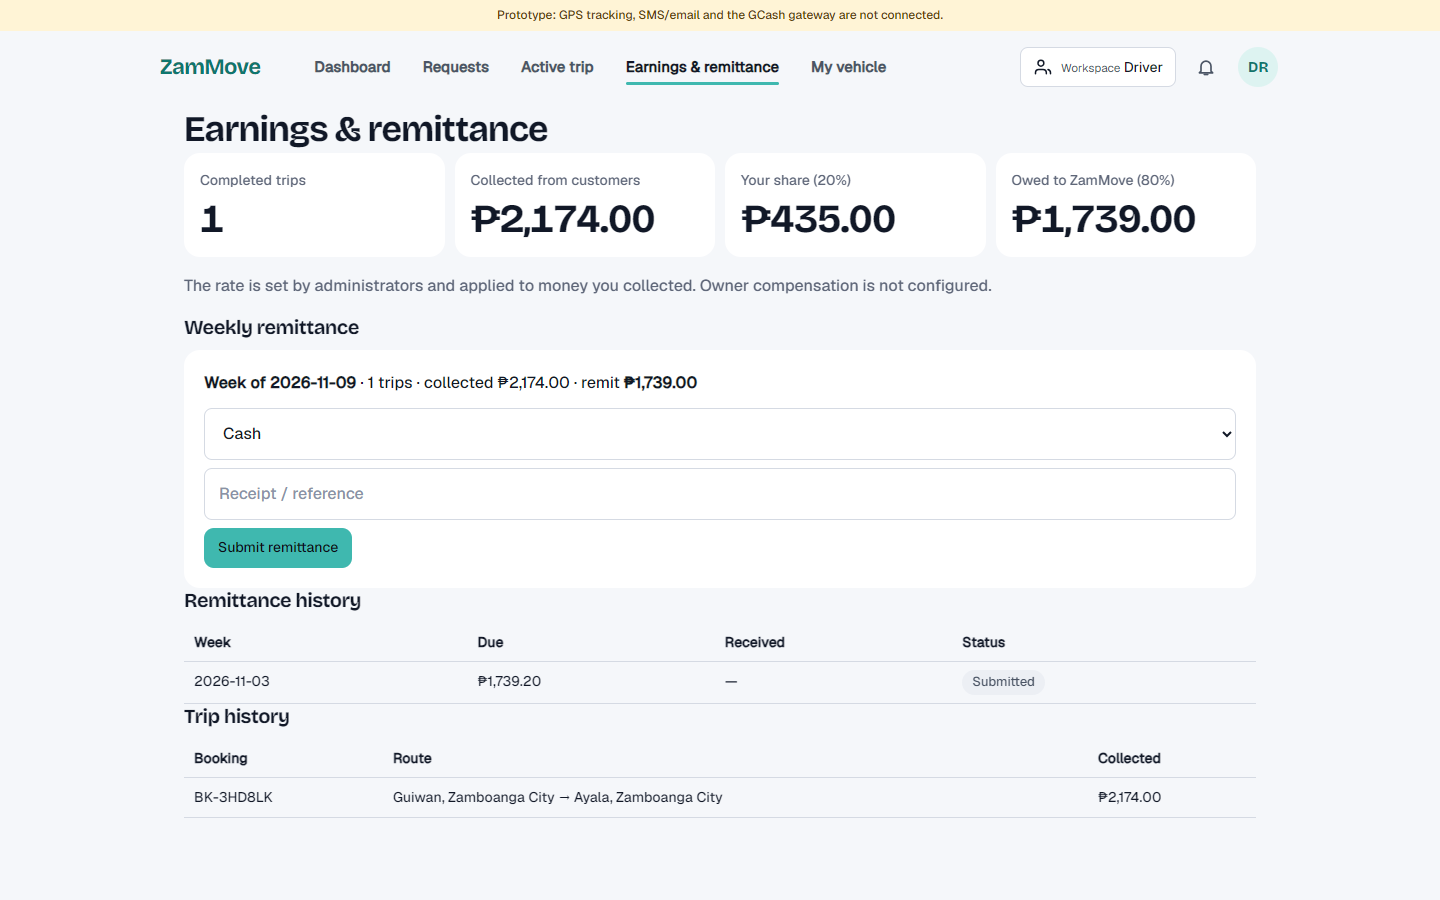 Prototype: GPS tracking, SMS/email and the GCash gateway are not connected.
ZamMove Dashboard Requests Active trip Earnings & remittance My vehicle Workspace Driver DR
Earnings & remittance
Completed trips Collected from customers Your share (20%) Owed to ZamMove (80%)
1 ₱2,174.00 ₱435.00 ₱1,739.00
The rate is set by administrators and applied to money you collected. Owner compensation is not configured.
Weekly remittance
Week of 2026-11-09 · 1 trips · collected ₱2,174.00 · remit ₱1,739.00
Cash
Receipt / reference
Submit remittance
Remittance history
Week Due Received Status
2026-11-03 ₱1,739.20 — Submitted
Trip history
Booking Route Collected
BK-3HD8LK Guiwan, Zamboanga City → Ayala, Zamboanga City ₱2,174.00